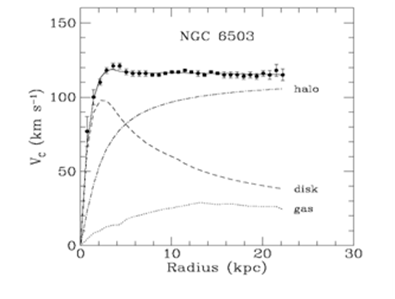 NGC 6503
150
100
50
0
V_c (km s⁻¹)
halo
disk
gas
0 10 20 30
Radius (kpc)